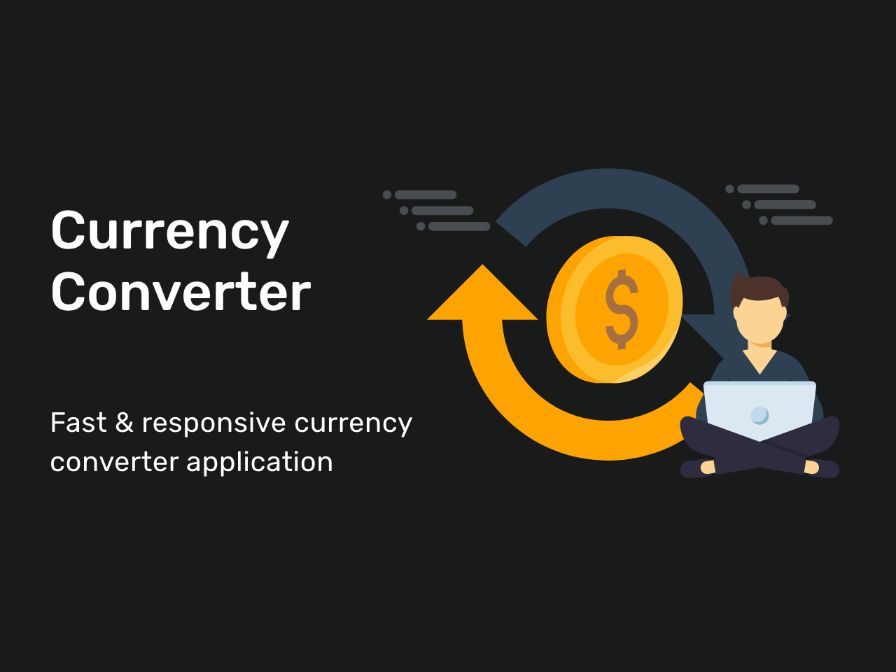 Currency
Converter
Fast & responsive currency
converter application
$